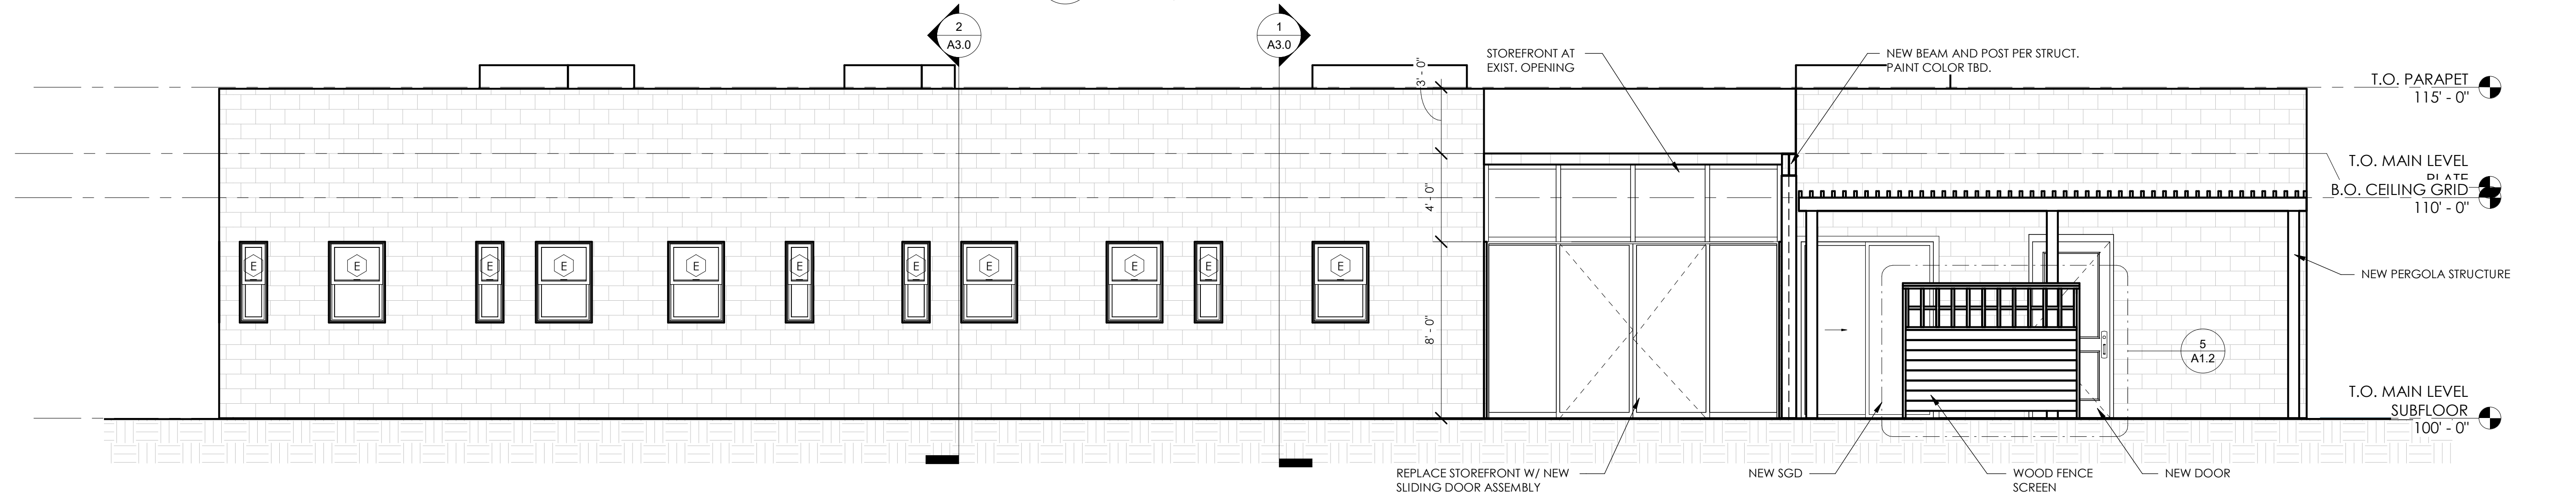 2
A3.0
1
A3.0
STOREFRONT AT
EXIST. OPENING
3' - 0"
NEW BEAM AND POST PER STRUCT.
PAINT COLOR TBD.
T.O. PARAPET
115' - 0"
T.O. MAIN LEVEL
PLATE
B.O. CEILING GRID
110' - 0"
4' - 0"
E
E
E
E
E
E
E
E
E
E
E
NEW PERGOLA STRUCTURE
8' - 0"
5
A1.2
T.O. MAIN LEVEL
SUBFLOOR
100' - 0"
REPLACE STOREFRONT W/ NEW
SLIDING DOOR ASSEMBLY
NEW SGD
WOOD FENCE
SCREEN
NEW DOOR